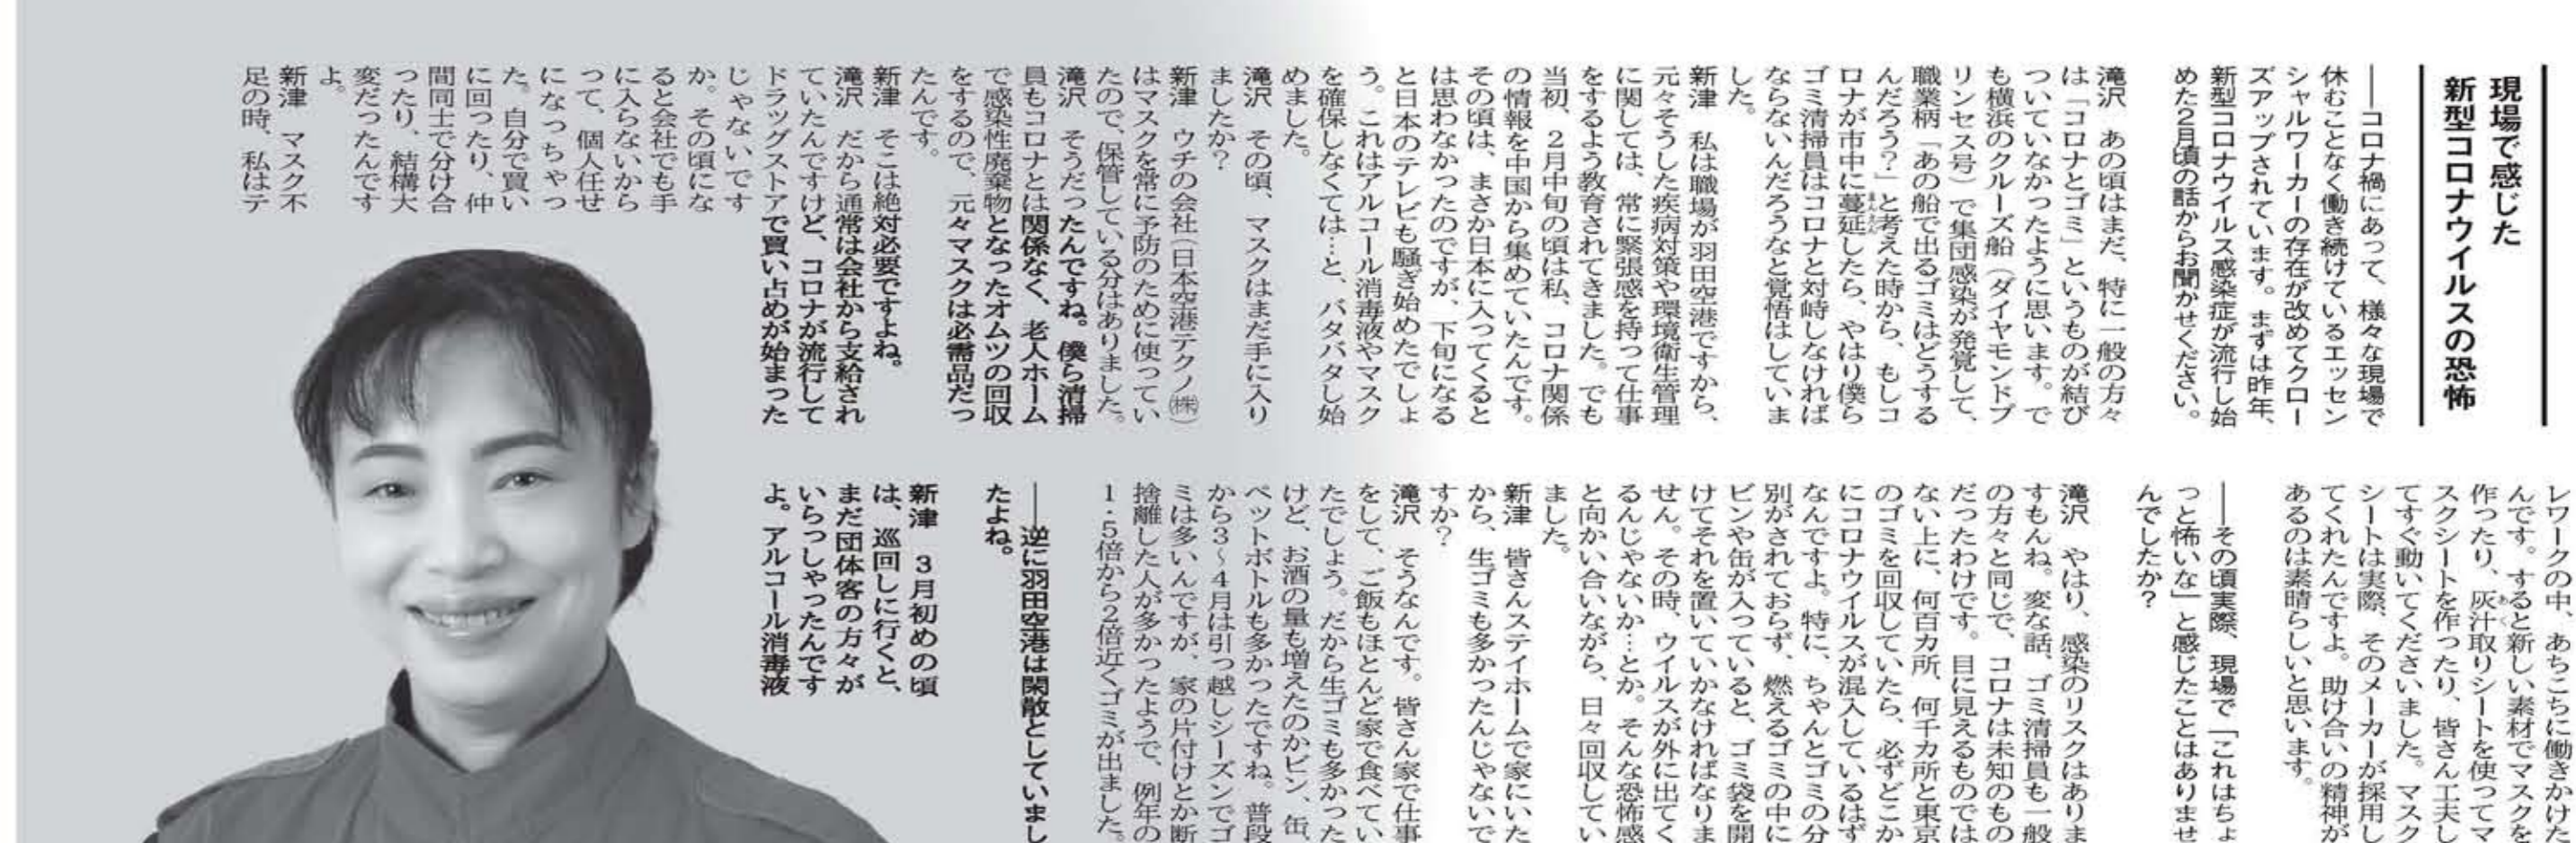 現場で感じた
新型コロナウイルスの恐怖
――コロナ禍にあって、様々な現場で
休むことなく働き続けているエッセン
シャルワーカーの存在が改めてクロー
ズアップされています。まずは昨年、
新型コロナウイルス感染症が流行し始
めた2月頃の話からお聞かせください。
滝沢　あの頃はまだ、特に一般の方々
は「コロナとゴミ」というものが結び
ついていなかったように思います。で
も横浜のクルーズ船（ダイヤモンドプ
リンセス号）で集団感染が発覚して、
職業柄「あの船で出るゴミはどうする
んだろう？」と考えた時から、もしコ
ロナが市中に蔓延したら、やはり僕ら
まんえん
ゴミ清掃員はコロナと対峙しなければ
ならないんだろうなと覚悟はしていま
した。
新津　私は職場が羽田空港ですから、
元々そうした疾病対策や環境衛生管理
に関しては、常に緊張感を持って仕事
をするよう教育されてきました。でも
当初、2月中旬の頃は私、コロナ関係
の情報を中国から集めていたんです。
その頃は、まさか日本に入ってくると
は思わなかったのですが、下旬になる
と日本のテレビも騒ぎ始めたでしょ
う。これはアルコール消毒液やマスク
を確保しなくては…と、バタバタし始
めました。
滝沢　その頃、マスクはまだ手に入り
ましたか？
新津　ウチの会社（日本空港テクノ㈱）
はマスクを常に予防のために使ってい
たので、保管している分はありました。
滝沢　そうだったんですね。僕ら清掃
員もコロナとは関係なく、老人ホーム
で感染性廃棄物となったオムツの回収
をするので、元々マスクは必需品だっ
たんです。
新津　そこは絶対必要ですよね。
滝沢　だから通常は会社から支給され
ていたんですけど、コロナが流行して
ドラッグストアで買い占めが始まった
じゃないです
か。その頃にな
ると会社でも手
に入らないから
って、個人任せ
になっちゃっ
た。自分で買い
に回ったり、仲
間同士で分け合
ったり、結構大
変だったんです
よ。
新津　マスク不
足の時、私はテ
レワークの中、あちこちに働きかけた
んです。すると新しい素材でマスクを
作ったり、灰汁取りシートを使ってマ
あく
スクシートを作ったり、皆さん工夫し
てすぐ動いてくださいました。マスク
シートは実際、そのメーカーが採用し
てくれたんですよ。助け合いの精神が
あるのは素晴らしいと思います。
――その頃実際、現場で「これはちょ
っと怖いな」と感じたことはありませ
んでしたか？
滝沢　やはり、感染のリスクはありま
すもんね。変な話、ゴミ清掃員も一般
の方々と同じで、コロナは未知のもの
だったわけです。目に見えるものでは
ない上に、何百カ所、何千カ所と東京
のゴミを回収していたら、必ずどこか
にコロナウイルスが混入しているはず
なんですよ。特に、ちゃんとゴミの分
別がされておらず、燃えるゴミの中に
ビンや缶が入っていると、ゴミ袋を開
けてそれを置いていかなければなりま
せん。その時、ウイルスが外に出てく
るんじゃないか…とか。そんな恐怖感
と向かい合いながら、日々回収してい
ました。
新津　皆さんステイホームで家にいた
から、生ゴミも多かったんじゃないで
すか？
滝沢　そうなんです。皆さん家で仕事
をして、ご飯もほとんど家で食べてい
たでしょう。だから生ゴミも多かった
けど、お酒の量も増えたのかビン、缶、
ペットボトルも多かったですね。普段
から3～4月は引っ越しシーズンでゴ
ミは多いんですが、家の片付けとか断
捨離した人が多かったようで、例年の
1・5倍から2倍近くゴミが出ました。
――逆に羽田空港は閑散としていまし
たよね。
新津　3月初めの頃
は、巡回しに行くと、
まだ団体客の方々が
いらっしゃったんです
よ。アルコール消毒液